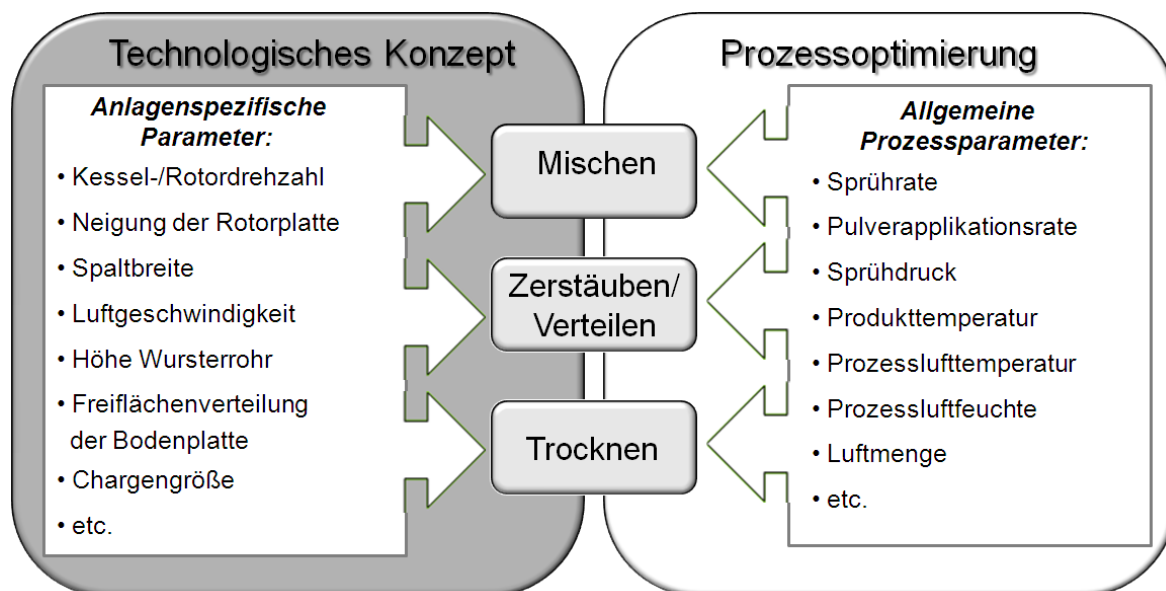 Technologisches Konzept
Anlagenspezifische
Parameter:
• Kessel-/Rotordrehzahl
• Neigung der Rotorplatte
• Spaltbreite
• Luftgeschwindigkeit
• Höhe Wursterrohr
• Freiflächenverteilung
der Bodenplatte
• Chargengröße
• etc.
Mischen
Zerstäuben/
Verteilen
Trocknen
Prozessoptimierung
Allgemeine
Prozessparameter:
• Sprührate
• Pulverapplikationsrate
• Sprühdruck
• Produkttemperatur
• Prozesslufttemperatur
• Prozessluftfeuchte
• Luftmenge
• etc.